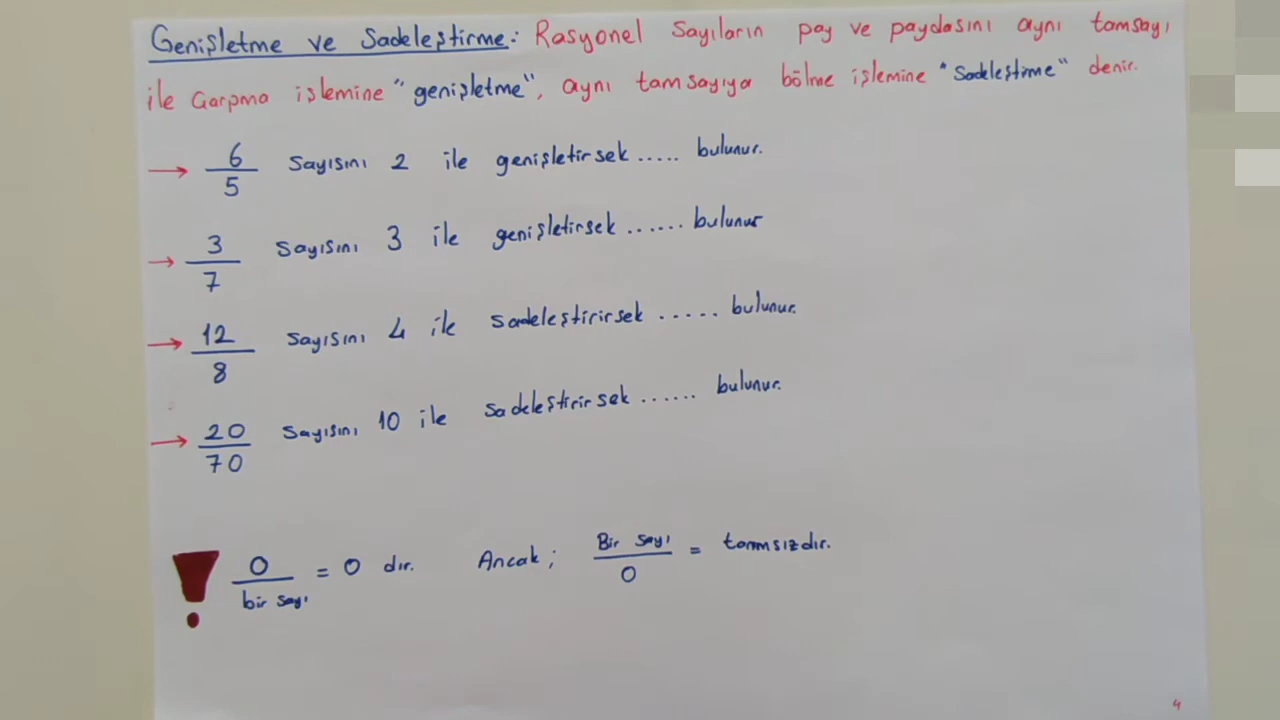 Genişletme ve Sadeleştirme: Rasyonel Sayıların pay ve paydasını aynı tamsayı
ile Çarpma işlemine "genişletme", aynı tamsayıya bölme işlemine "Sadeleştirme" denir.
→ 6/5 Sayısını 2 ile genişletirsek ..... bulunur.
→ 3/7 Sayısını 3 ile genişletirsek ...... bulunur
→ 12/8 Sayısını 4 ile sadeleştirirsek ..... bulunur.
→ 20/70 Sayısını 10 ile sadeleştirirsek ...... bulunur.
! 0/bir sayı = 0 dır. Ancak; Bir sayı/0 = tanımsızdır.
4